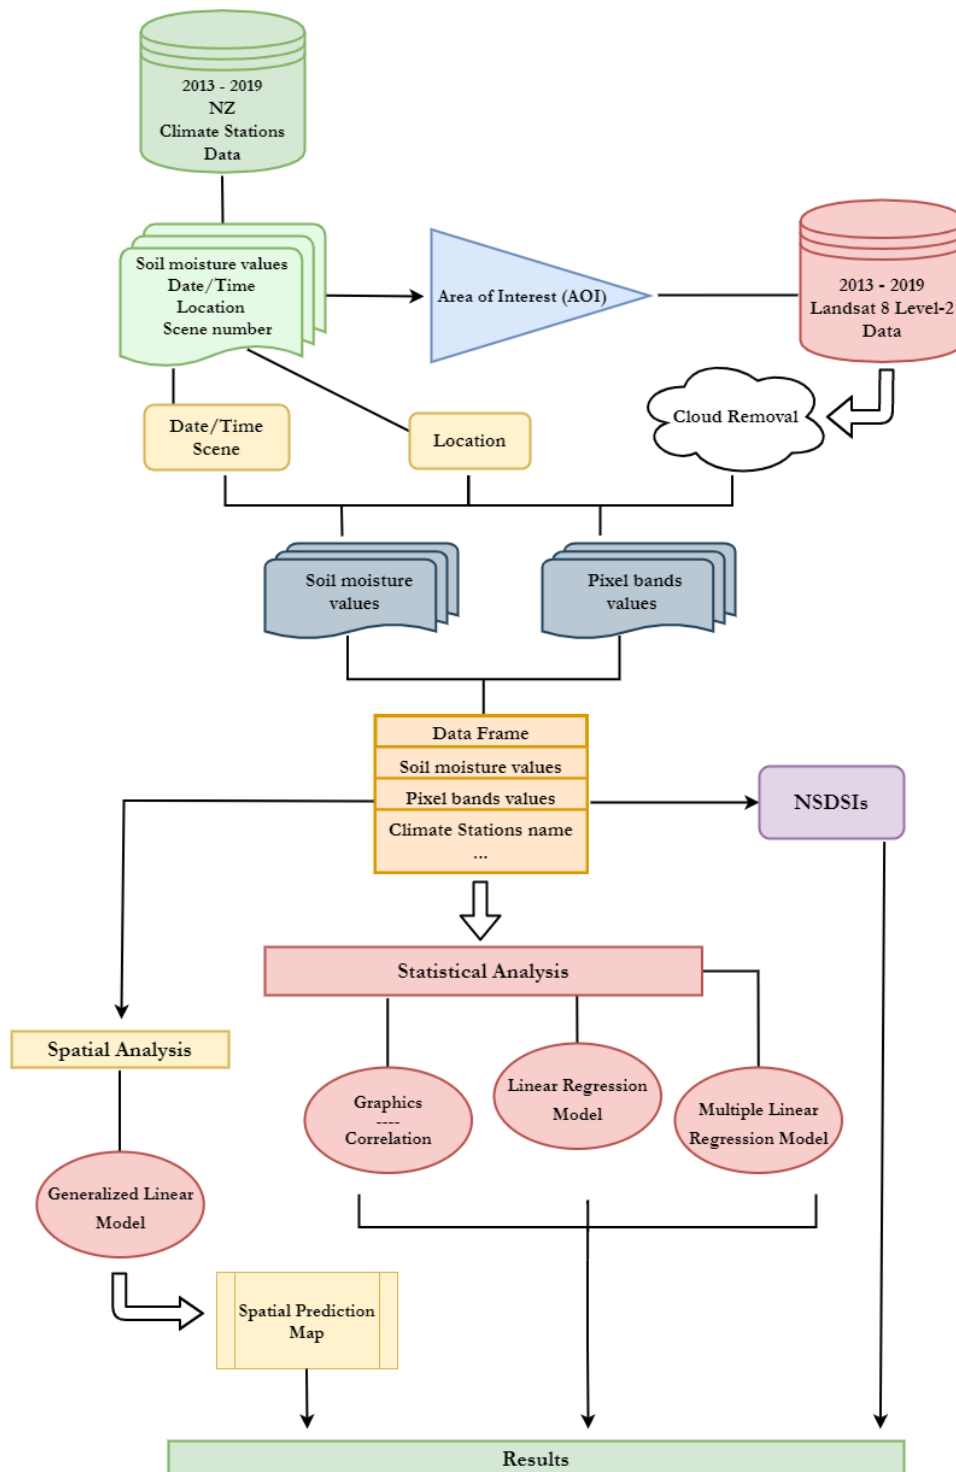 2013 - 2019
NZ
Climate Stations
Data
Soil moisture values
Date/Time
Location
Scene number
Area of Interest (AOI)
2013 - 2019
Landsat 8 Level-2
Data
Date/Time
Scene
Location
Cloud Removal
Soil moisture
values
Pixel bands
values
Data Frame
Soil moisture values
Pixel bands values
Climate Stations name
...
NSDSIs
Statistical Analysis
Spatial Analysis
Graphics
----
Correlation
Linear Regression
Model
Multiple Linear
Regression Model
Generalized Linear
Model
Spatial Prediction
Map
Results